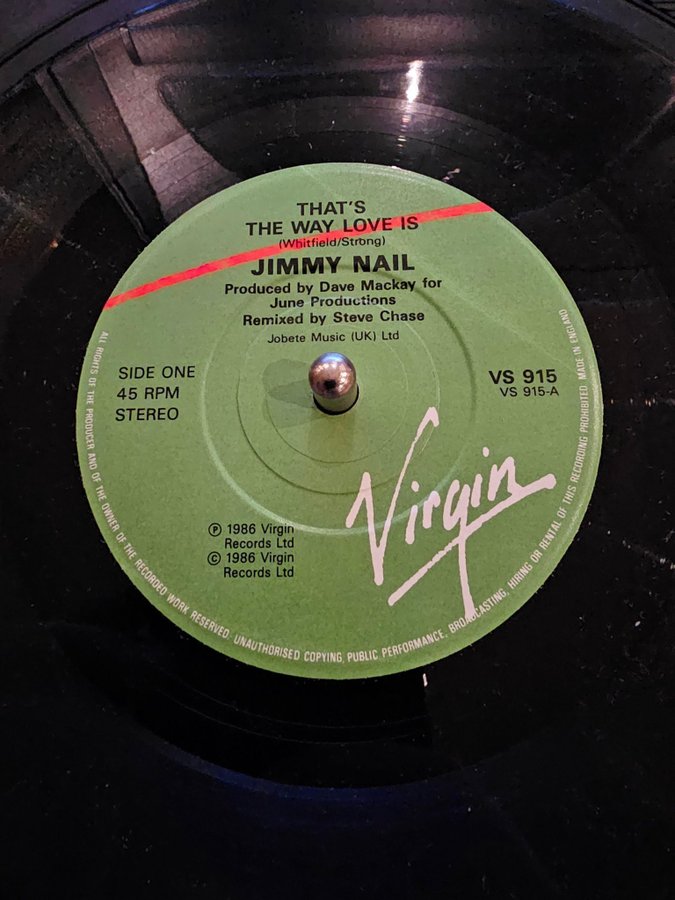 THAT'S
THE WAY LOVE IS
(Whitfield/Strong)
JIMMY NAIL
Produced by Dave Mackay for
June Productions
Remixed by Steve Chase
Jobete Music (UK) Ltd
SIDE ONE
45 RPM
STEREO
VS 915
VS 915-A
Virgin
℗ 1986 Virgin
Records Ltd
© 1986 Virgin
Records Ltd
ALL RIGHTS OF THE PRODUCER AND OF THE OWNER OF THE RECORDED WORK RESERVED. UNAUTHORISED COPYING, PUBLIC PERFORMANCE, BROADCASTING, HIRING OR RENTAL OF THIS RECORDING PROHIBITED. MADE IN ENGLAND